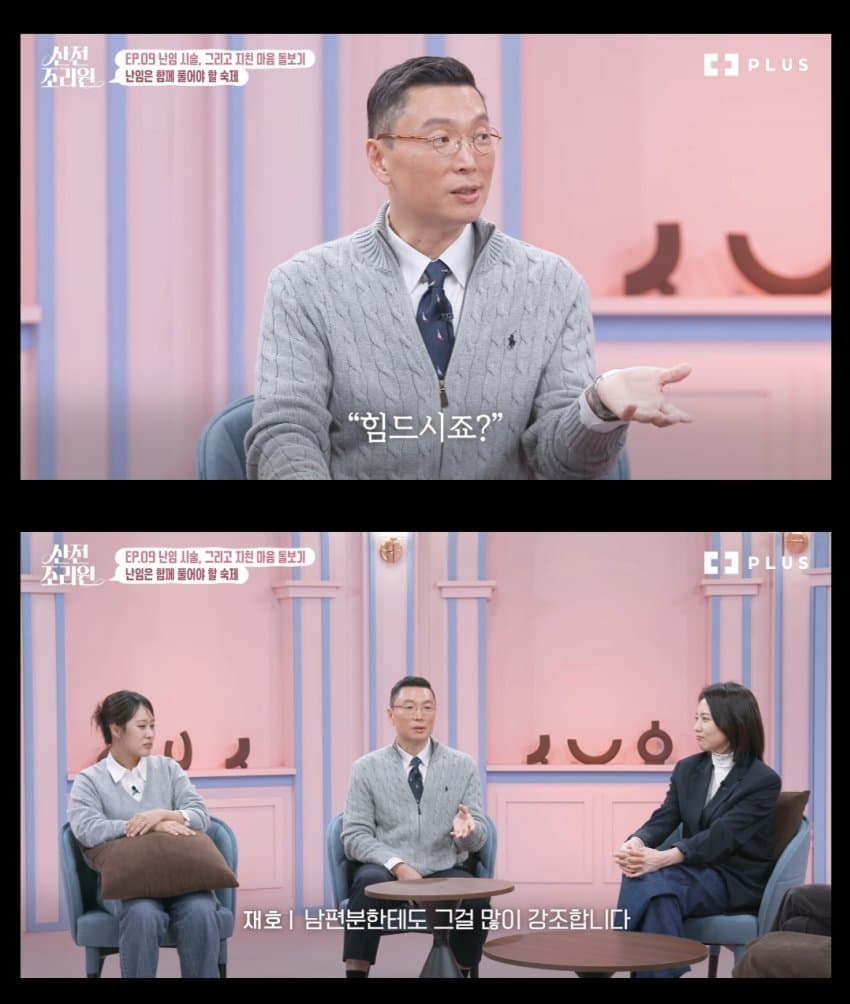 산전
조리원
EP.09 난임 시술, 그리고 지친 마음 돌보기
난임은 함께 풀어야 할 숙제
PLUS
“힘드시죠?”
산전
조리원
EP.09 난임 시술, 그리고 지친 마음 돌보기
난임은 함께 풀어야 할 숙제
PLUS
재호 | 남편분한테도 그걸 많이 강조합니다